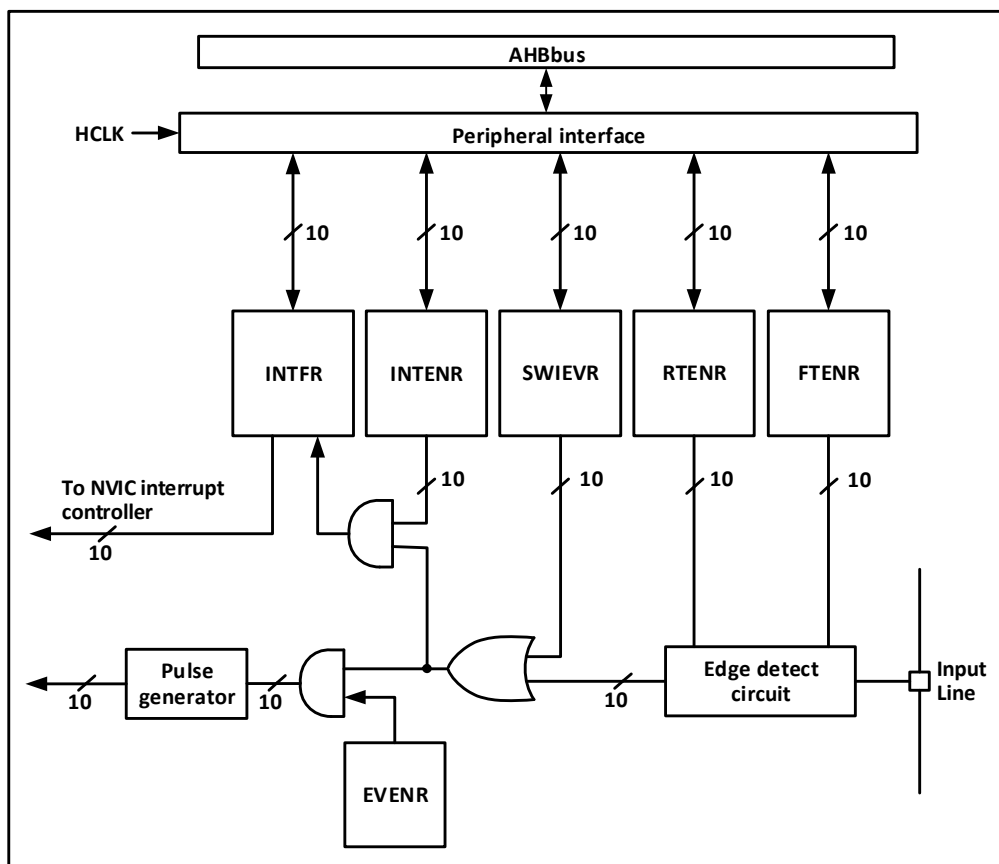 AHBbus
HCLK
Peripheral interface
10
10
10
10
10
INTFR
INTENR
SWIEVR
RTENR
FTENR
10
10
10
10
To NVIC interrupt
controller
10
Pulse
generator
10
10
10
Edge detect
circuit
Input
Line
EVENR